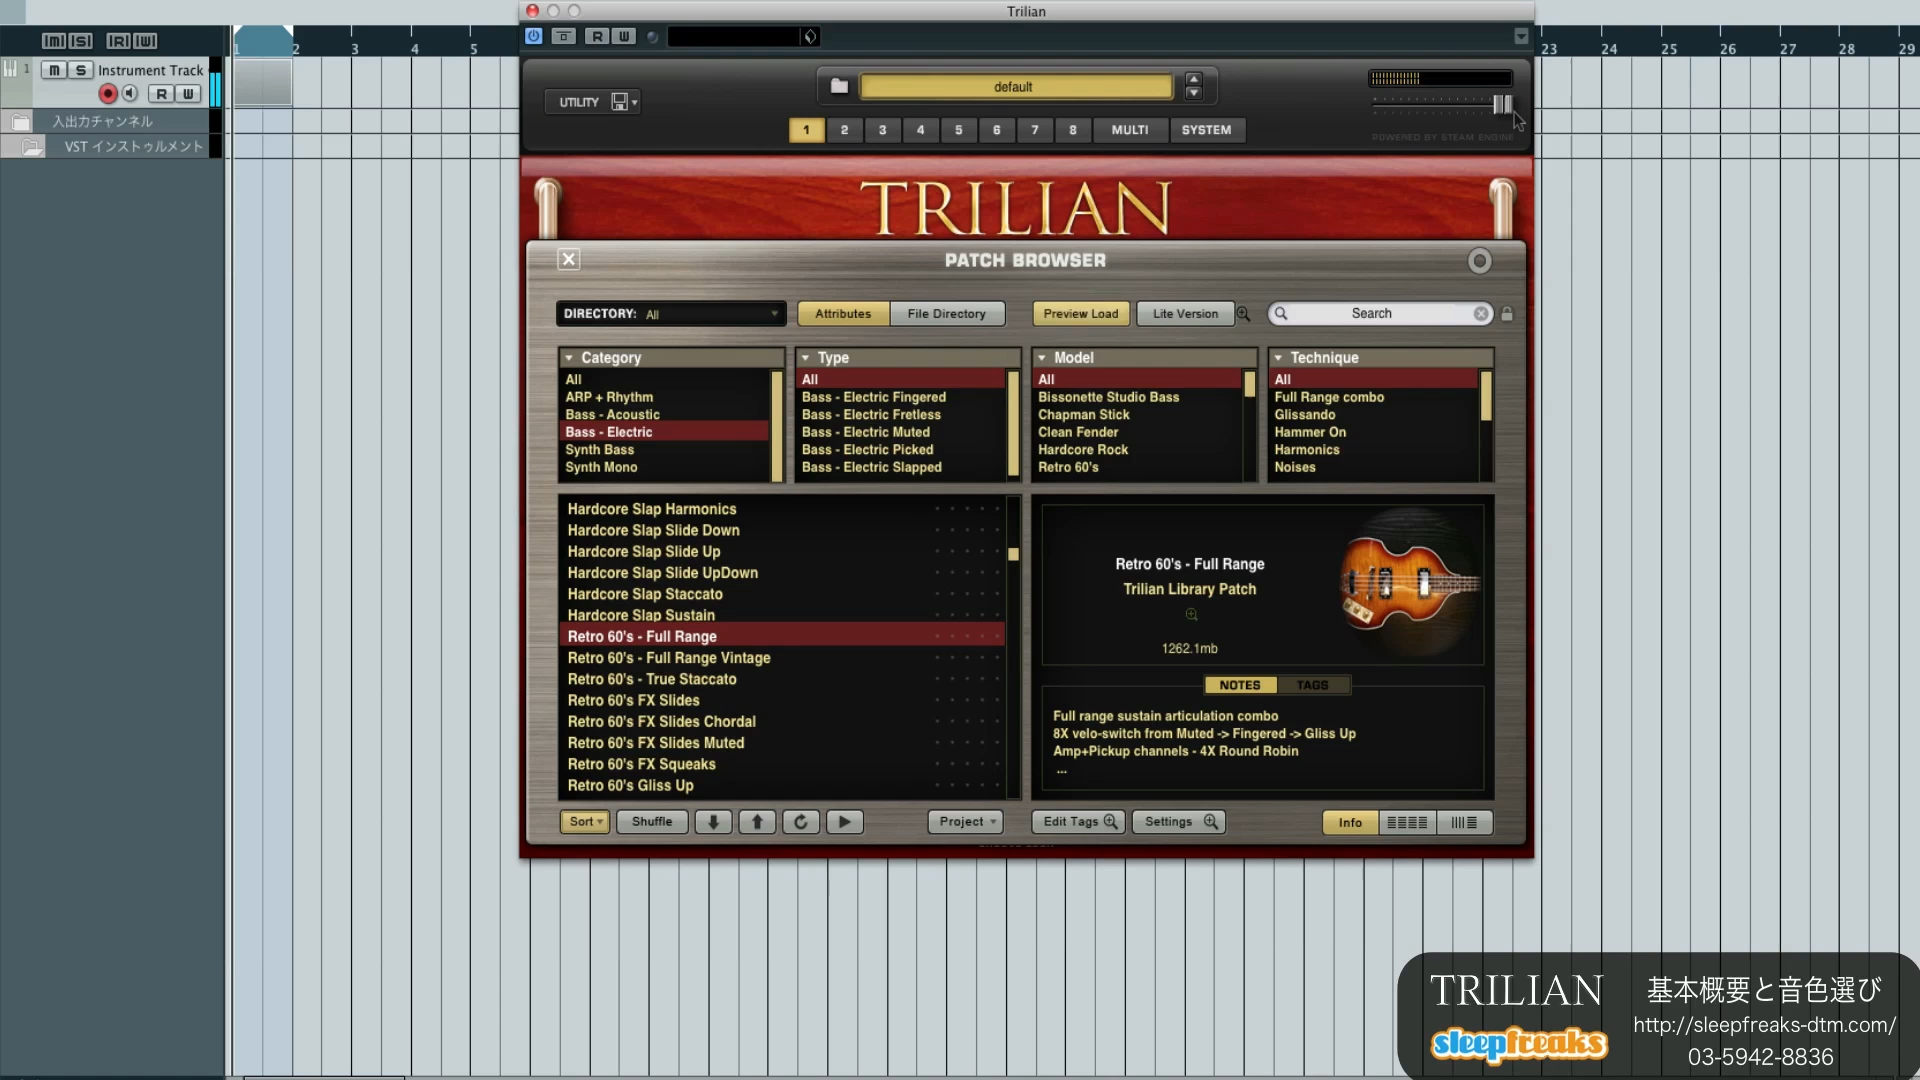 Trilian
M S R W
1 2 3 4 5
23 24 25 26 27 28 29
R W
1 M S Instrument Track
R W
入出力チャンネル
VST インストゥルメント
UTILITY
default
1 2 3 4 5 6 7 8 MULTI SYSTEM
POWERED BY STEAM ENGINE
TRILIAN
PATCH BROWSER
DIRECTORY: All
Attributes File Directory
Preview Load Lite Version
Search
Category
All
ARP + Rhythm
Bass - Acoustic
Bass - Electric
Synth Bass
Synth Mono
Type
All
Bass - Electric Fingered
Bass - Electric Fretless
Bass - Electric Muted
Bass - Electric Picked
Bass - Electric Slapped
Model
All
Bissonette Studio Bass
Chapman Stick
Clean Fender
Hardcore Rock
Retro 60's
Technique
All
Full Range combo
Glissando
Hammer On
Harmonics
Noises
Hardcore Slap Harmonics
Hardcore Slap Slide Down
Hardcore Slap Slide Up
Hardcore Slap Slide UpDown
Hardcore Slap Staccato
Hardcore Slap Sustain
Retro 60's - Full Range
Retro 60's - Full Range Vintage
Retro 60's - True Staccato
Retro 60's FX Slides
Retro 60's FX Slides Chordal
Retro 60's FX Slides Muted
Retro 60's FX Squeaks
Retro 60's Gliss Up
Retro 60's - Full Range
Trilian Library Patch
1262.1mb
NOTES TAGS
Full range sustain articulation combo
8X velo-switch from Muted -> Fingered -> Gliss Up
Amp+Pickup channels - 4X Round Robin
...
Sort Shuffle
Project
Edit Tags Settings
Info
TRILIAN
sleepfreaks
基本概要と音色選び
http://sleepfreaks-dtm.com/
03-5942-8836